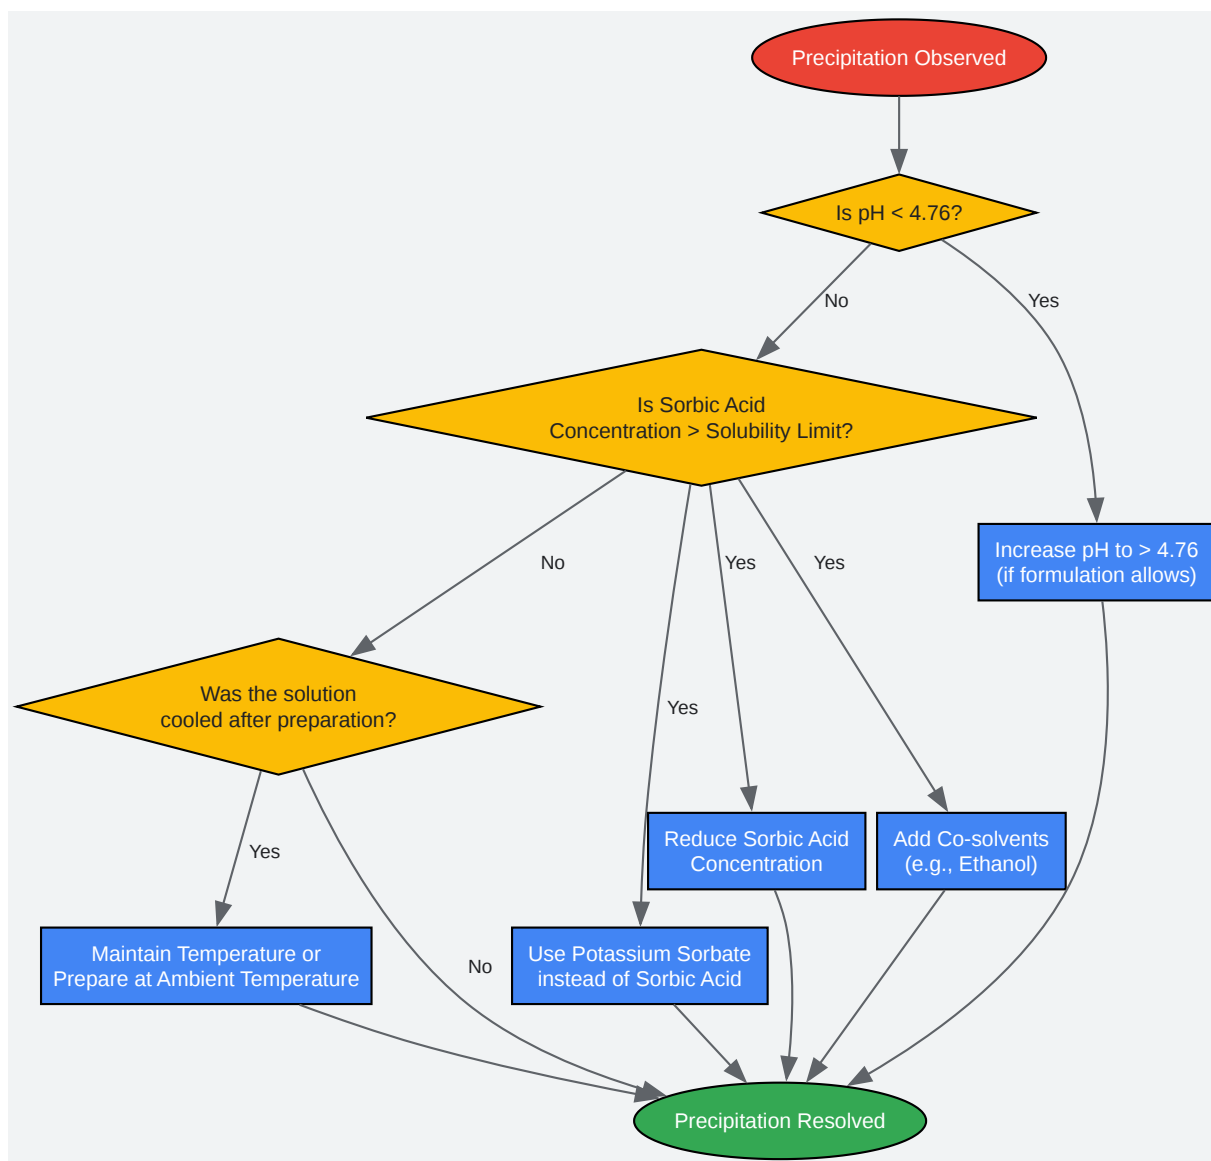 Precipitation Observed
Is pH < 4.76?
No
Yes
Is Sorbic Acid
Concentration > Solubility Limit?
Increase pH to > 4.76
(if formulation allows)
No
Yes
Yes
Yes
Was the solution
cooled after preparation?
Reduce Sorbic Acid
Concentration
Add Co-solvents
(e.g., Ethanol)
Yes
No
Maintain Temperature or
Prepare at Ambient Temperature
Use Potassium Sorbate
instead of Sorbic Acid
Precipitation Resolved